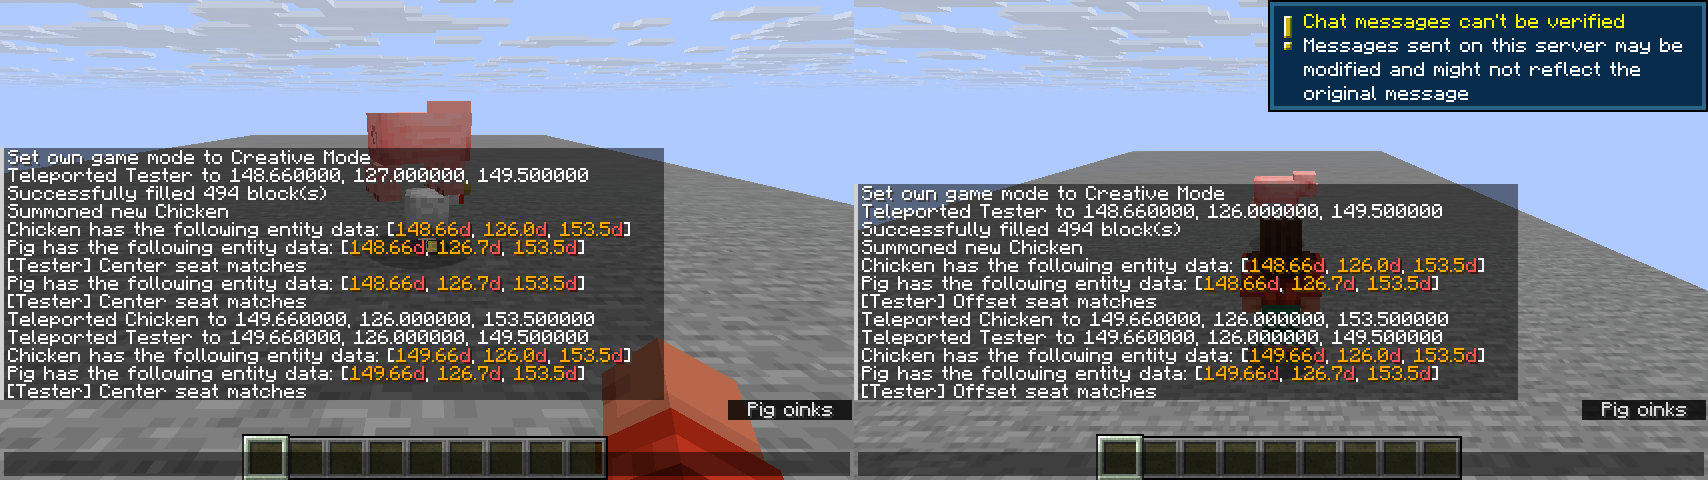 Set own game mode to Creative Mode
Teleported Tester to 148.660000, 127.000000, 149.500000
Successfully filled 494 block(s)
Summoned new Chicken
Chicken has the following entity data: [148.66d, 126.0d, 153.5d]
Pig has the following entity data: [148.66d, 126.7d, 153.5d]
[Tester] Center seat matches
Pig has the following entity data: [148.66d, 126.7d, 153.5d]
[Tester] Center seat matches
Teleported Chicken to 149.660000, 126.000000, 153.500000
Teleported Tester to 149.660000, 126.000000, 149.500000
Chicken has the following entity data: [149.66d, 126.0d, 153.5d]
Pig has the following entity data: [149.66d, 126.7d, 153.5d]
[Tester] Center seat matches
Pig oinks
Chat messages can't be verified
Messages sent on this server may be
modified and might not reflect the
original message
Set own game mode to Creative Mode
Teleported Tester to 148.660000, 126.000000, 149.500000
Successfully filled 494 block(s)
Summoned new Chicken
Chicken has the following entity data: [148.66d, 126.0d, 153.5d]
Pig has the following entity data: [148.66d, 126.7d, 153.5d]
[Tester] Offset seat matches
Teleported Chicken to 149.660000, 126.000000, 153.500000
Teleported Tester to 149.660000, 126.000000, 149.500000
Chicken has the following entity data: [149.66d, 126.0d, 153.5d]
Pig has the following entity data: [149.66d, 126.7d, 153.5d]
[Tester] Offset seat matches
Pig oinks